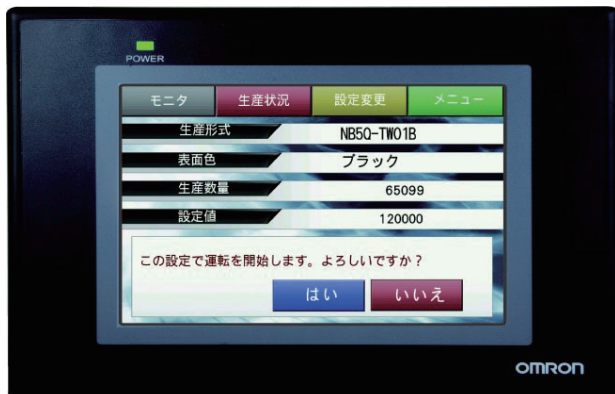 POWER
モニタ 生産状況 設定変更 メニュー
生産形式 NB5Q-TW01B
表面色 ブラック
生産数量 65099
設定値 120000
この設定で運転を開始します。よろしいですか？
はい いいえ
OMRON